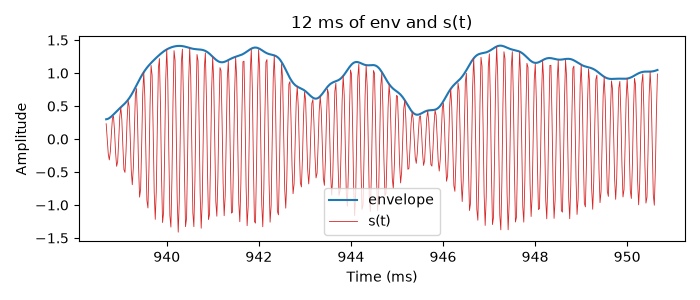 12 ms of env and s(t)
1.5
1.0
0.5
0.0
−0.5
−1.0
−1.5
Amplitude
envelope
s(t)
940 942 944 946 948 950
Time (ms)